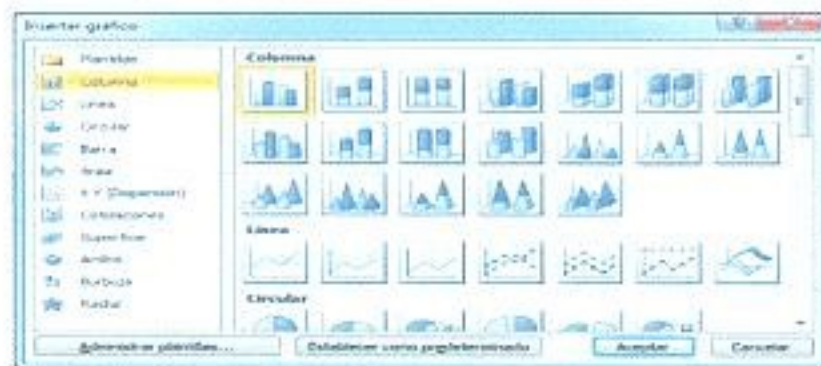 Insertar gráfico
Plantillas
Columna
Línea
Circular
Barra
Área
X Y (Dispersión)
Cotizaciones
Superficie
Anillos
Burbuja
Radial
Columna
Línea
Circular
Administrar plantillas...
Establecer como predeterminado
Aceptar
Cancelar